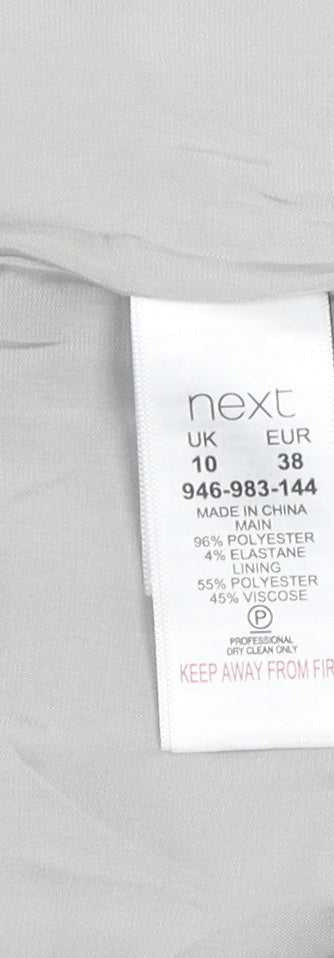 next
UK EUR
10 38
946-983-144
MADE IN CHINA
MAIN
96% POLYESTER
4% ELASTANE
LINING
55% POLYESTER
45% VISCOSE
P
PROFESSIONAL
DRY CLEAN ONLY
KEEP AWAY FROM FIR